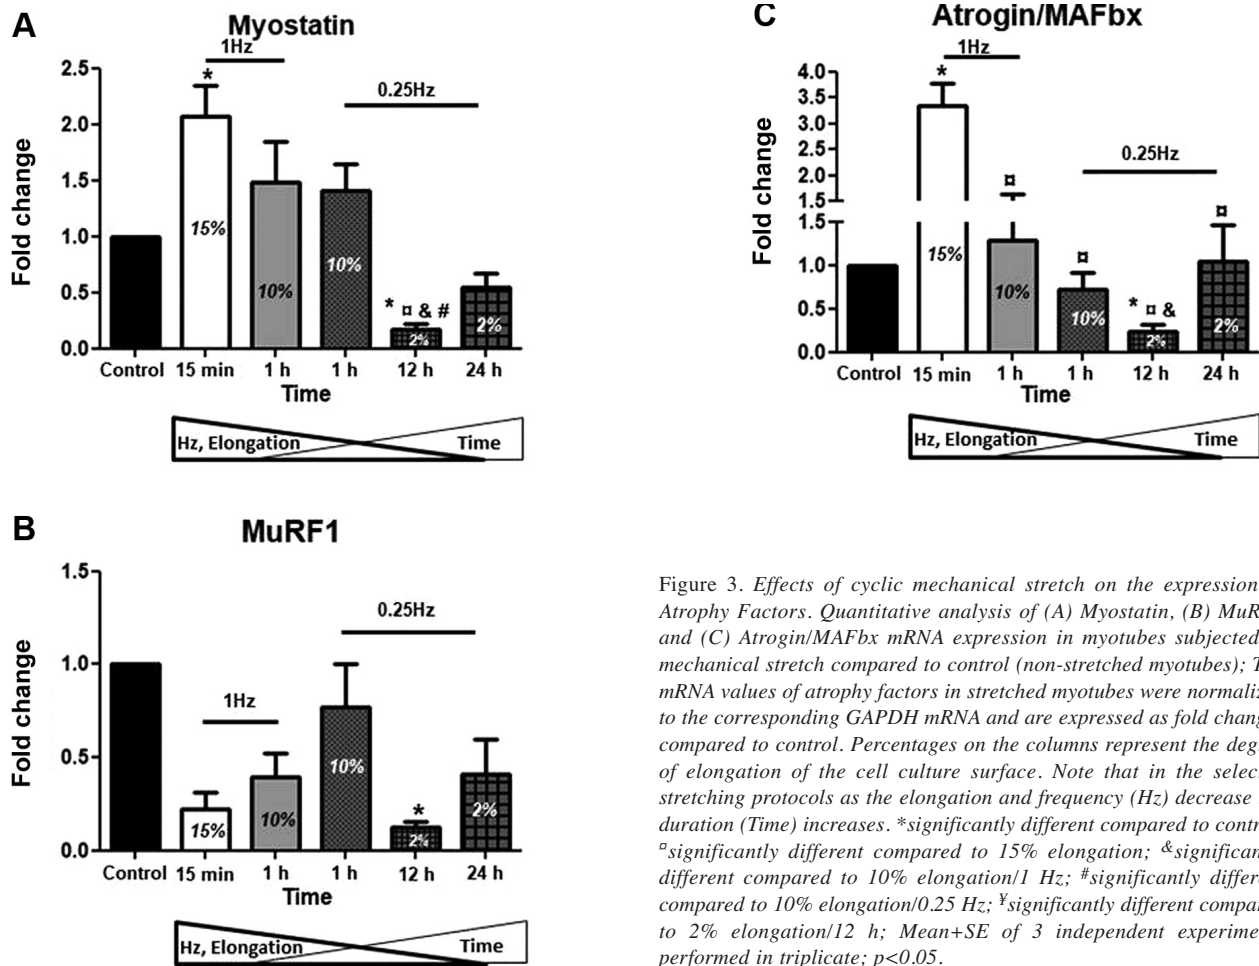 A
Myostatin
1Hz
*
0.25Hz
2.5
2.0
1.5
1.0
0.5
0.0
Fold change
15%
10%
10%
* ¤ & #
2%
2%
Control 15 min 1 h 1 h 12 h 24 h
Time
Hz, Elongation
Time
C
Atrogin/MAFbx
1Hz
*
0.25Hz
4.0
3.5
3.0
2.5
2.0
1.5
1.5
1.0
0.5
0.0
Fold change
¤
¤
* ¤ &
¤
15%
10%
10%
2%
2%
Control 15 min 1 h 1 h 12 h 24 h
Time
Hz, Elongation
Time
B
MuRF1
1.5
1.0
0.5
0.0
Fold change
1Hz
0.25Hz
*
15%
10%
10%
2%
2%
Control 15 min 1 h 1 h 12 h 24 h
Time
Hz, Elongation
Time
Figure 3. Effects of cyclic mechanical stretch on the expression
Atrophy Factors. Quantitative analysis of (A) Myostatin, (B) MuR
and (C) Atrogin/MAFbx mRNA expression in myotubes subjected
mechanical stretch compared to control (non-stretched myotubes); T
mRNA values of atrophy factors in stretched myotubes were normaliz
to the corresponding GAPDH mRNA and are expressed as fold chang
compared to control. Percentages on the columns represent the deg
of elongation of the cell culture surface. Note that in the select
stretching protocols as the elongation and frequency (Hz) decrease
duration (Time) increases. *significantly different compared to contr
¤significantly different compared to 15% elongation; &significan
different compared to 10% elongation/1 Hz; #significantly differe
compared to 10% elongation/0.25 Hz; ¥significantly different compa
to 2% elongation/12 h; Mean+SE of 3 independent experime
performed in triplicate; p<0.05.